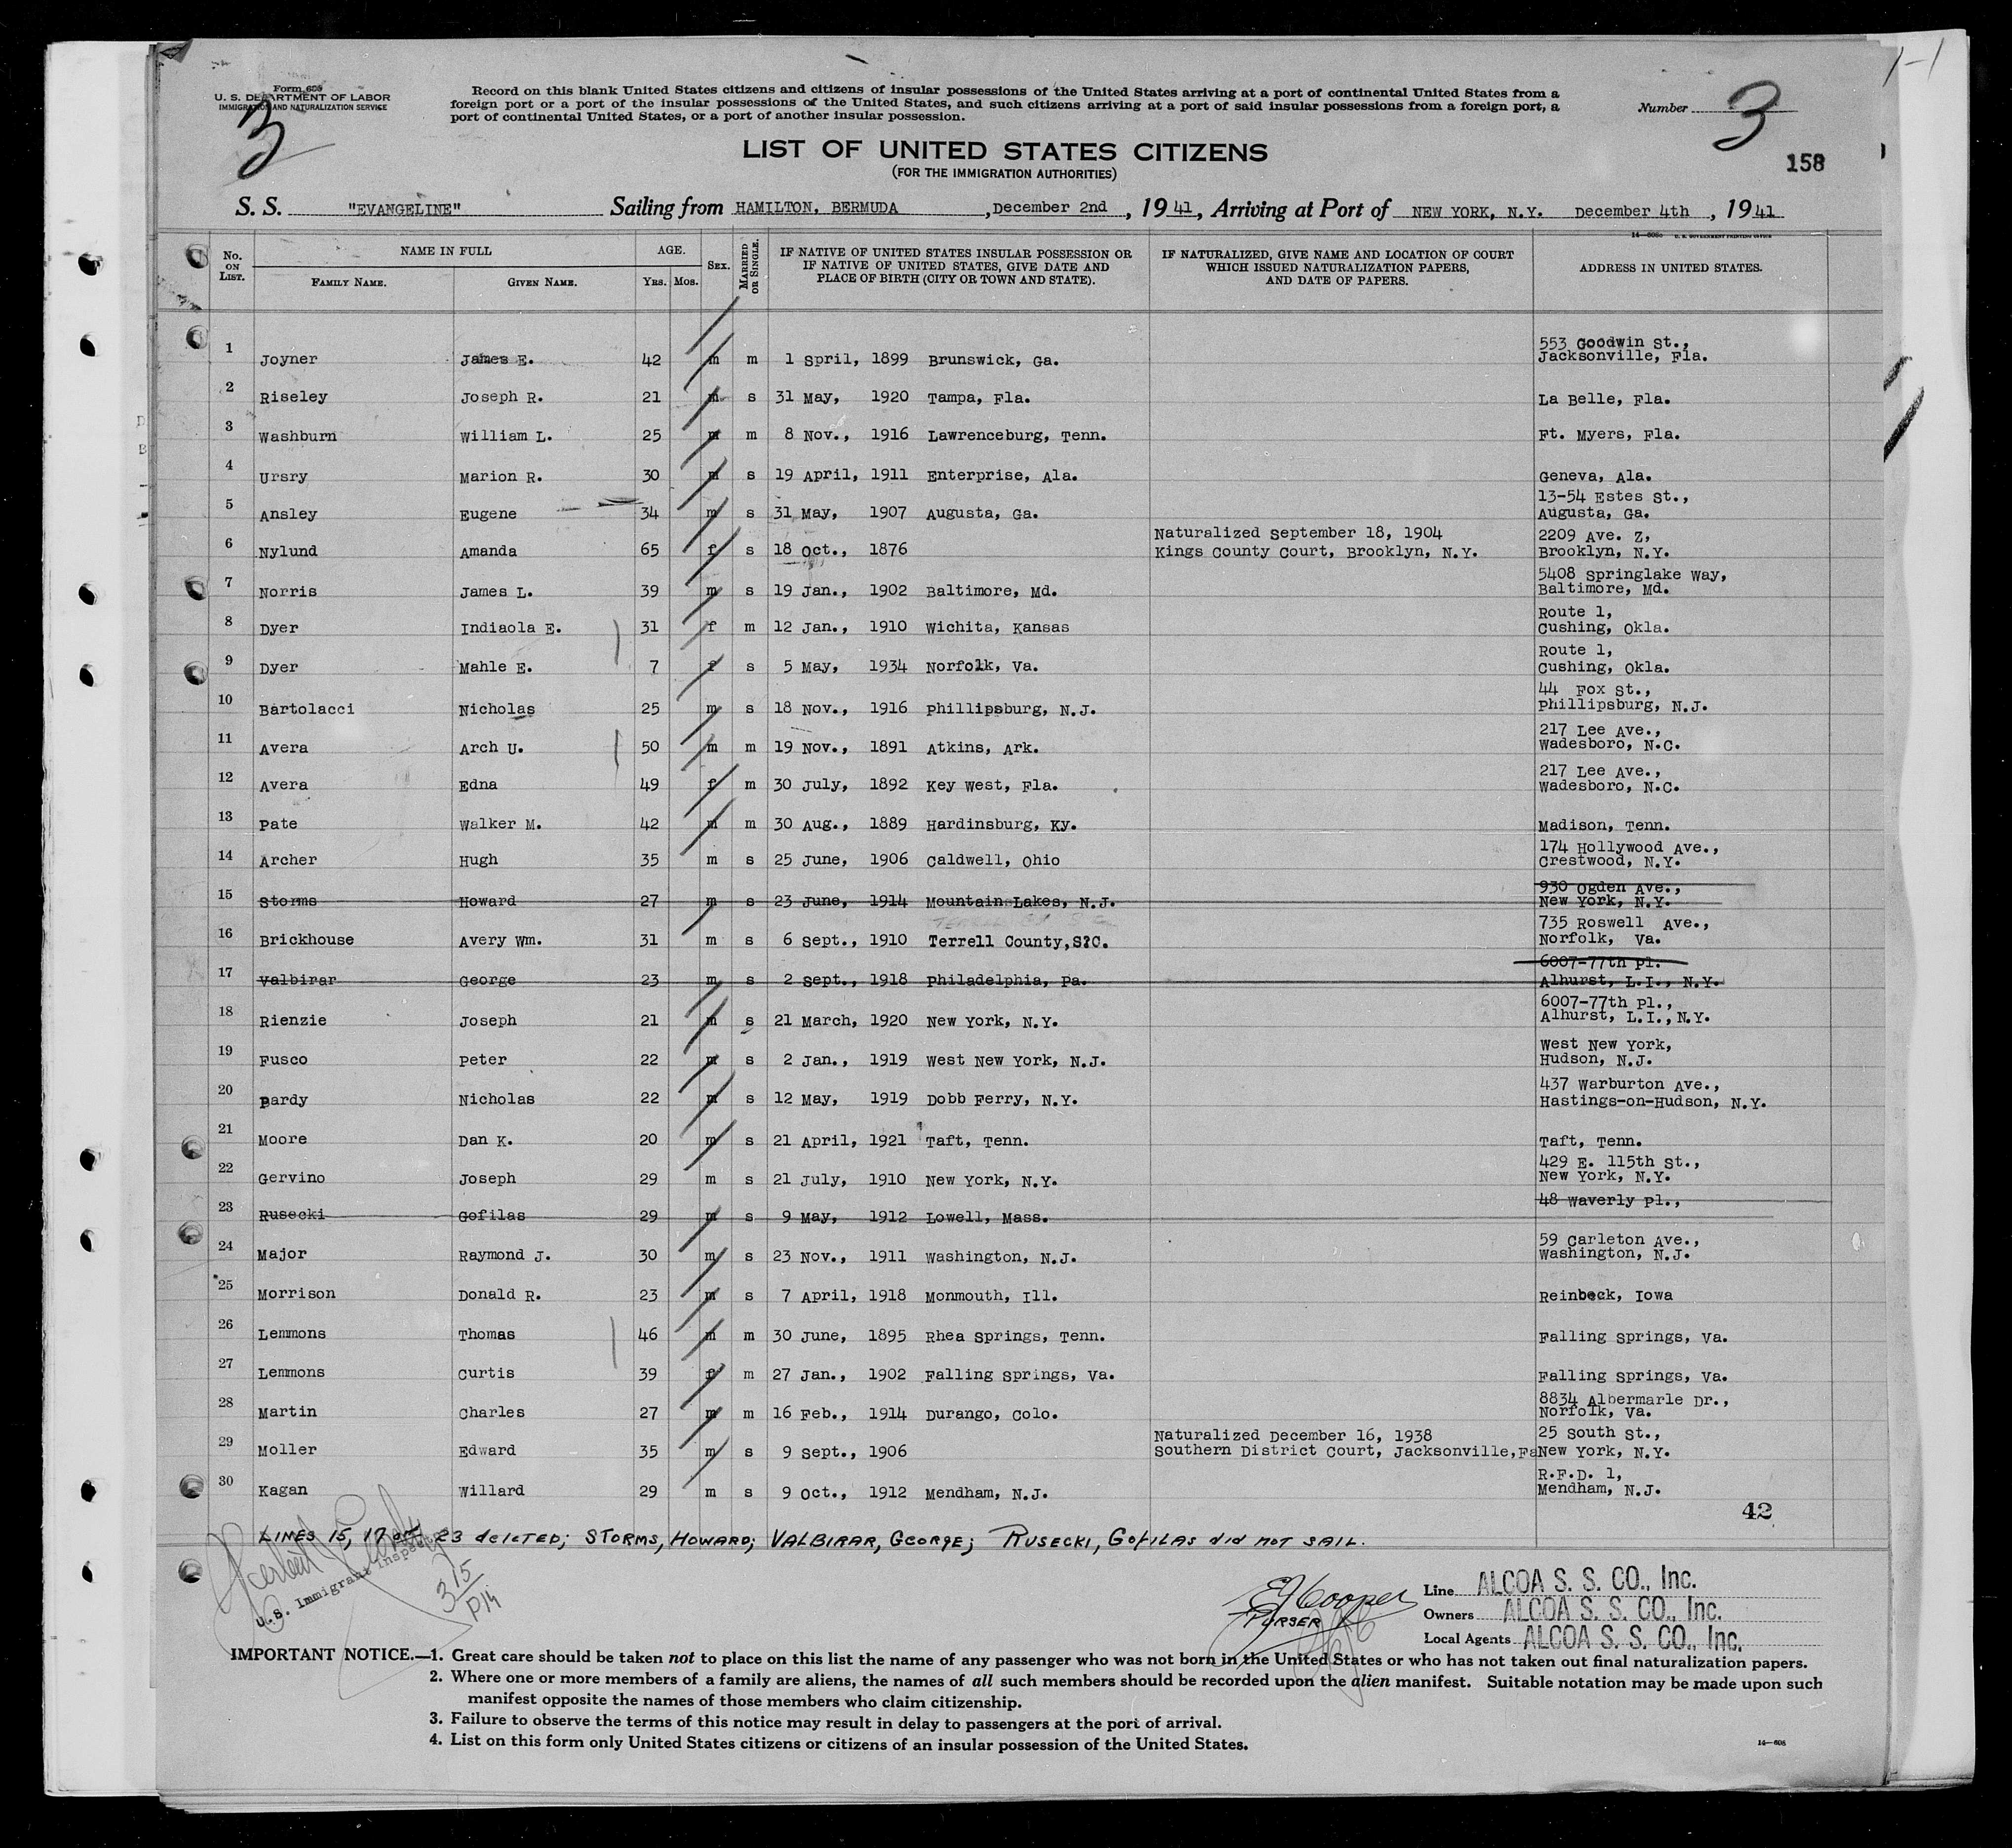 Form 608
U. S. DEPARTMENT OF LABOR
IMMIGRATION AND NATURALIZATION SERVICE
3
Record on this blank United States citizens and citizens of insular possessions of the United States arriving at a port of continental United States from a
foreign port or a port of the insular possessions of the United States, and such citizens arriving at a port of said insular possessions from a foreign port, a
port of continental United States, or a port of another insular possession.
Number 3
158
LIST OF UNITED STATES CITIZENS
(FOR THE IMMIGRATION AUTHORITIES)
S. S. "EVANGELINE" Sailing from HAMILTON, BERMUDA, December 2nd, 1941, Arriving at Port of NEW YORK, N.Y. December 4th, 1941
14—608a U. S. GOVERNMENT PRINTING OFFICE
No. ON LIST. NAME IN FULL FAMILY NAME. GIVEN NAME. AGE. YRS. MOS. SEX. MARRIED OR SINGLE. IF NATIVE OF UNITED STATES INSULAR POSSESSION OR IF NATIVE OF UNITED STATES, GIVE DATE AND PLACE OF BIRTH (CITY OR TOWN AND STATE). IF NATURALIZED, GIVE NAME AND LOCATION OF COURT WHICH ISSUED NATURALIZATION PAPERS, AND DATE OF PAPERS. ADDRESS IN UNITED STATES.
1 Joyner James E. 42 m m 1 Spril, 1899 Brunswick, Ga. 553 Goodwin St., Jacksonville, Fla.
2 Riseley Joseph R. 21 m s 31 May, 1920 Tampa, Fla. La Belle, Fla.
3 Washburn William L. 25 m m 8 Nov., 1916 Lawrenceburg, Tenn. Ft. Myers, Fla.
4 Ursry Marion R. 30 m s 19 April, 1911 Enterprise, Ala. Geneva, Ala.
5 Ansley Eugene 34 m s 31 May, 1907 Augusta, Ga. 13-54 Estes St., Augusta, Ga.
6 Nylund Amanda 65 f s 18 Oct., 1876 Naturalized September 18, 1904 Kings County Court, Brooklyn, N.Y. 2209 Ave. Z, Brooklyn, N.Y.
7 Norris James L. 39 m s 19 Jan., 1902 Baltimore, Md. 5408 Springlake Way, Baltimore, Md.
8 Dyer Indiaola E. 31 f m 12 Jan., 1910 Wichita, Kansas Route 1, Cushing, Okla.
9 Dyer Mahle E. 7 f s 5 May, 1934 Norfolk, Va. Route 1, Cushing, Okla.
10 Bartolacci Nicholas 25 m s 18 Nov., 1916 Phillipsburg, N.J. 44 Fox St., Phillipsburg, N.J.
11 Avera Arch U. 50 m m 19 Nov., 1891 Atkins, Ark. 217 Lee Ave., Wadesboro, N.C.
12 Avera Edna 49 f m 30 July, 1892 Key West, Fla. 217 Lee Ave., Wadesboro, N.C.
13 Pate Walker M. 42 m m 30 Aug., 1889 Hardinsburg, Ky. Madison, Tenn.
14 Archer Hugh 35 m s 25 June, 1906 Caldwell, Ohio 174 Hollywood Ave., Crestwood, N.Y.
15 Storms Howard 27 m s 23 June, 1914 Mountain Lakes, N.J. 930 Ogden Ave., New York, N.Y.
16 Brickhouse Avery Wm. 31 m s 6 Sept., 1910 Terrell County,S?C. 735 Roswell Ave., Norfolk, Va.
17 Valbirar George 23 m s 2 Sept., 1918 Philadelphia, Pa. 6007-77th Pl. Alhurst, L.I., N.Y.
18 Rienzie Joseph 21 m s 21 March, 1920 New York, N.Y. 6007-77th Pl., Alhurst, L.I.,N.Y.
19 Fusco Peter 22 m s 2 Jan., 1919 West New York, N.J. West New York, Hudson, N.J.
20 Pardy Nicholas 22 m s 12 May, 1919 Dobb Ferry, N.Y. 437 Warburton Ave., Hastings-on-Hudson, N.Y.
21 Moore Dan K. 20 m s 21 April, 1921 Taft, Tenn. Taft, Tenn.
22 Gervino Joseph 29 m s 21 July, 1910 New York, N.Y. 429 E. 115th St., New York, N.Y.
23 Rusecki Gofilas 29 m s 9 May, 1912 Lowell, Mass. 48 Waverly Pl.,
24 Major Raymond J. 30 m s 23 Nov., 1911 Washington, N.J. 59 Carleton Ave., Washington, N.J.
25 Morrison Donald R. 23 m s 7 April, 1918 Monmouth, Ill. Reinbeck, Iowa
26 Lemmons Thomas 46 m m 30 June, 1895 Rhea Springs, Tenn. Falling Springs, Va.
27 Lemmons Curtis 39 f m 27 Jan., 1902 Falling Springs, Va. Falling Springs, Va.
28 Martin Charles 27 m m 16 Feb., 1914 Durango, Colo. 8834 Albermarle Dr., Norfolk, Va.
29 Moller Edward 35 m s 9 Sept., 1906 Naturalized December 16, 1938 Southern District Court, Jacksonville,Fa 25 South St., New York, N.Y.
30 Kagan Willard 29 m s 9 Oct., 1912 Mendham, N.J. R.F.D. 1, Mendham, N.J.
42
LINES 15, 17 or 23 deleted; STORMS, HOWARD; VALBIRAR, GEORGE; RUSECKI, GOFILAS did not SAIL.
U.S. Immigrant Inspector
315
P14
EJ Cooper
PURSER
Line ALCOA S. S. CO., Inc.
Owners ALCOA S. S. CO., Inc.
Local Agents ALCOA S. S. CO., Inc.
IMPORTANT NOTICE.—1. Great care should be taken not to place on this list the name of any passenger who was not born in the United States or who has not taken out final naturalization papers.
2. Where one or more members of a family are aliens, the names of all such members should be recorded upon the alien manifest. Suitable notation may be made upon such
manifest opposite the names of those members who claim citizenship.
3. Failure to observe the terms of this notice may result in delay to passengers at the port of arrival.
4. List on this form only United States citizens or citizens of an insular possession of the United States.
14—608